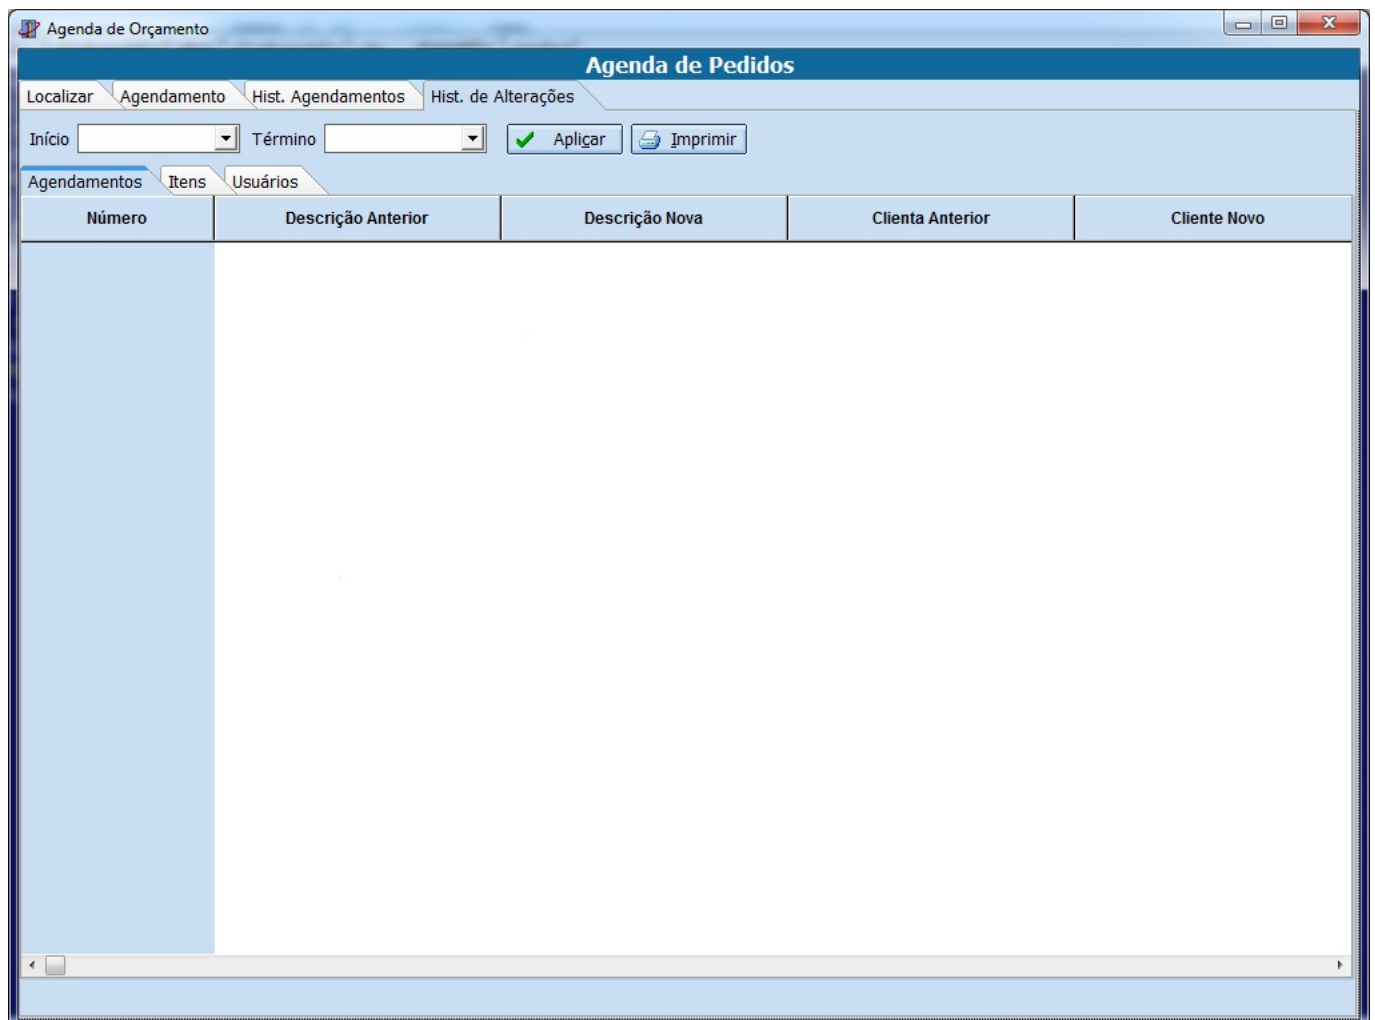 Agenda de Orçamento
Agenda de Pedidos
Localizar Agendamento Hist. Agendamentos Hist. de Alterações
Início Término Aplicar Imprimir
Agendamentos Itens Usuários
Número Descrição Anterior Descrição Nova Clienta Anterior Cliente Novo